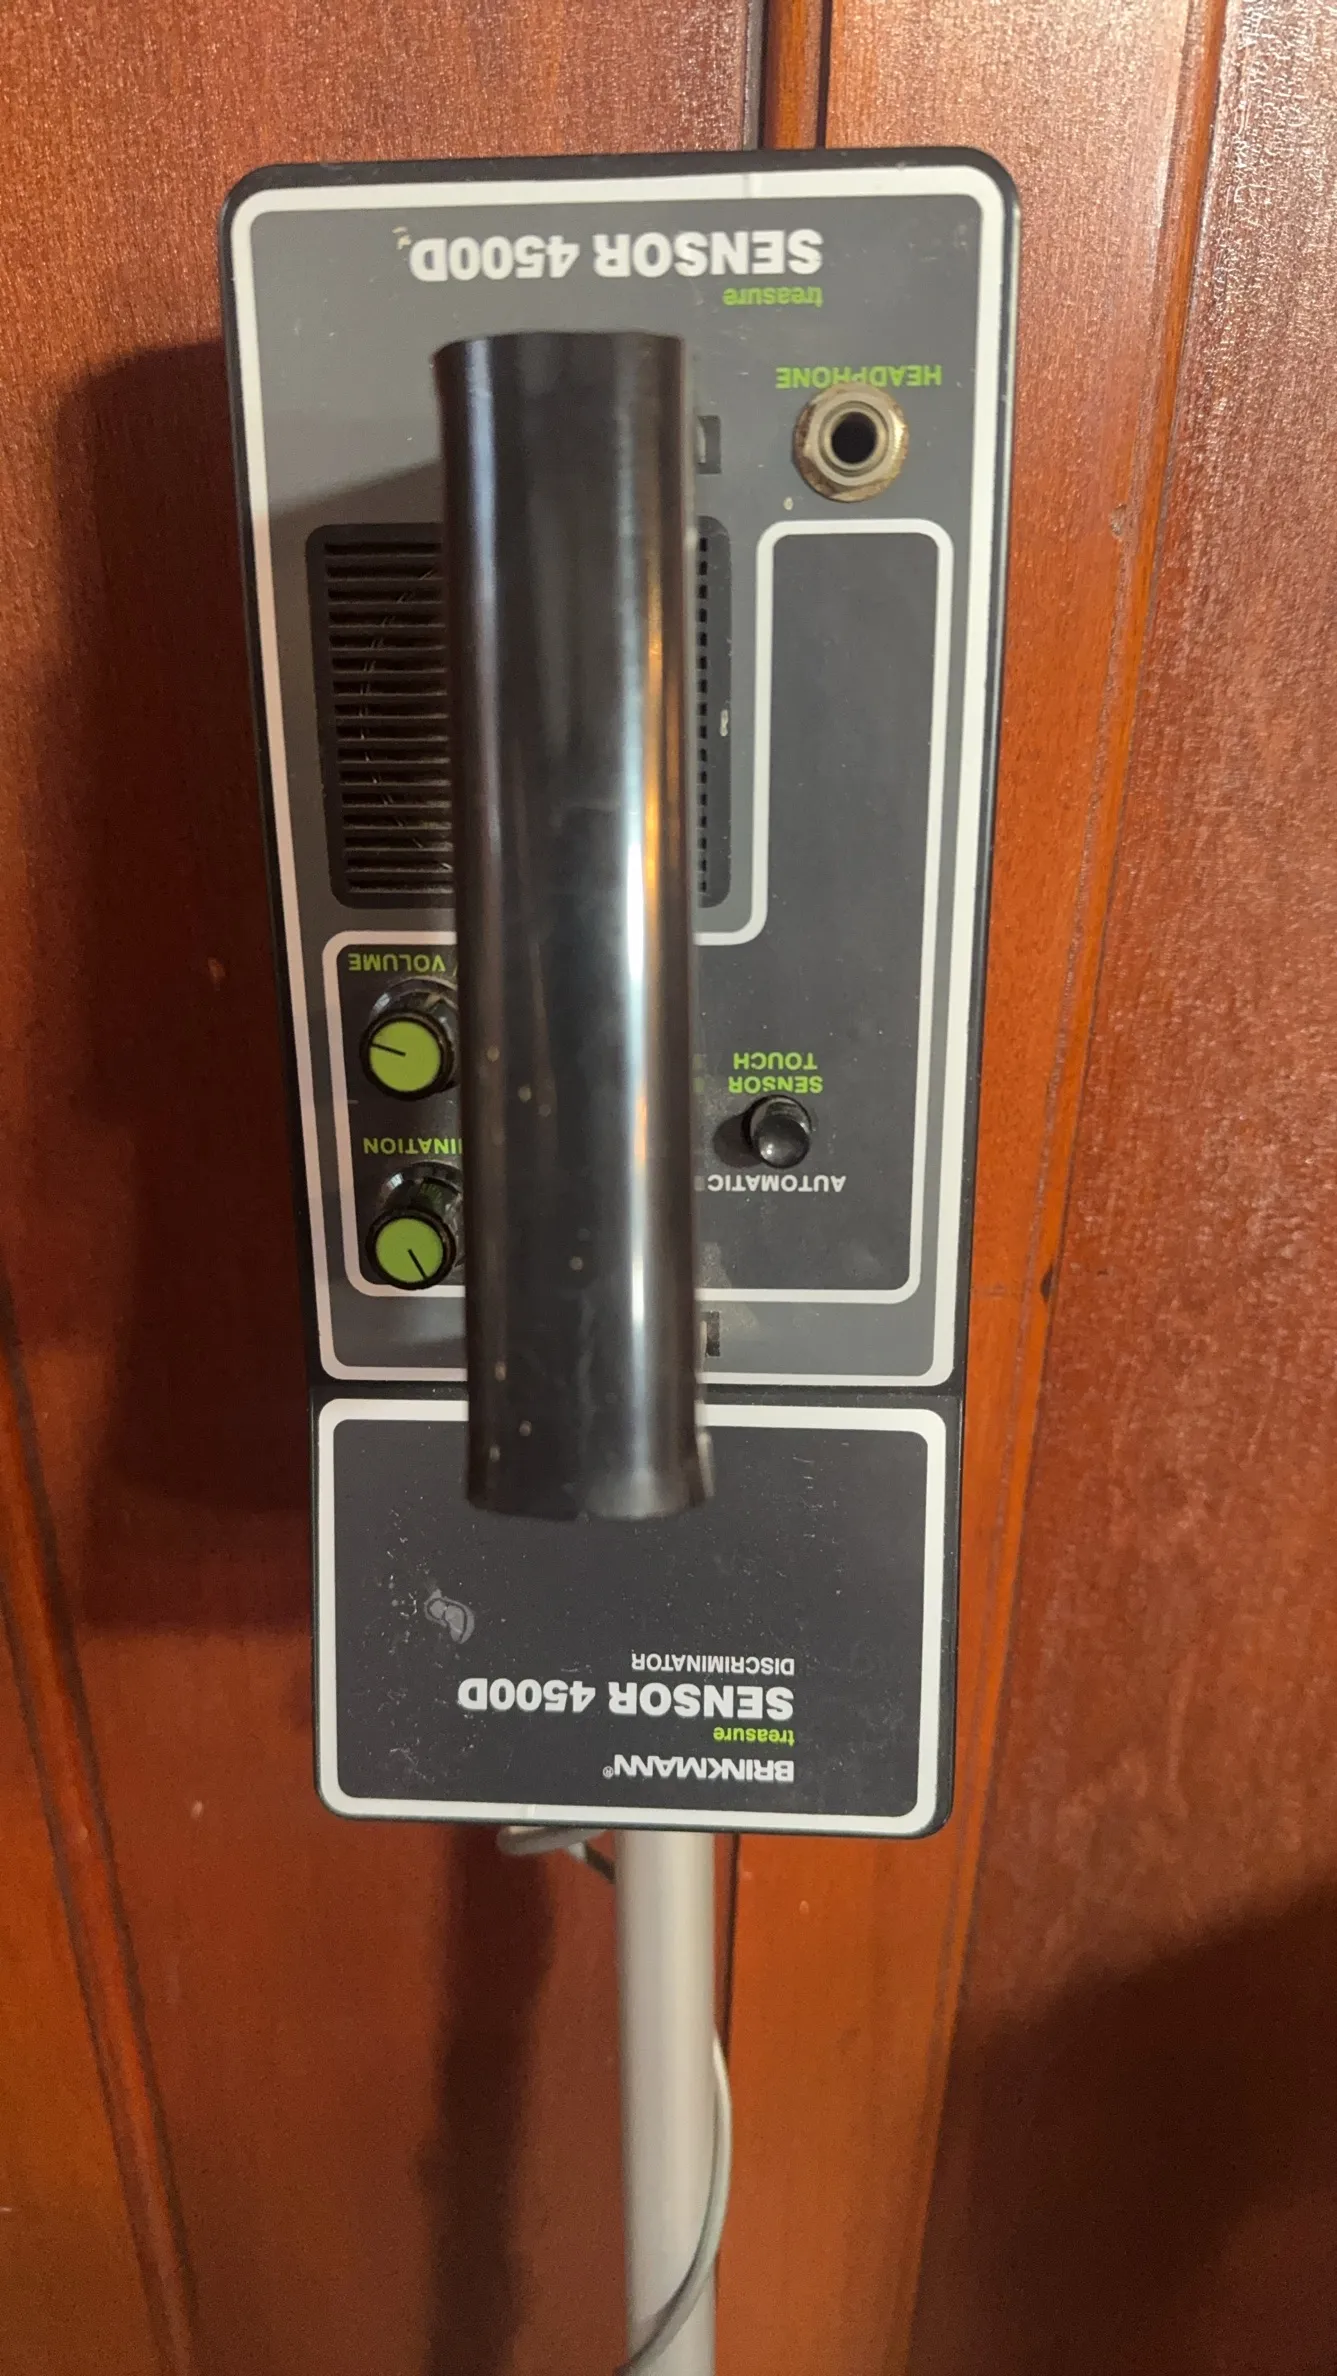 BRINKMANN®
treasure
SENSOR 4500D
DISCRIMINATOR
AUTOMATIC
SENSOR
TOUCH
VOLUME
HEADPHONE
treasure
SENSOR 4500D